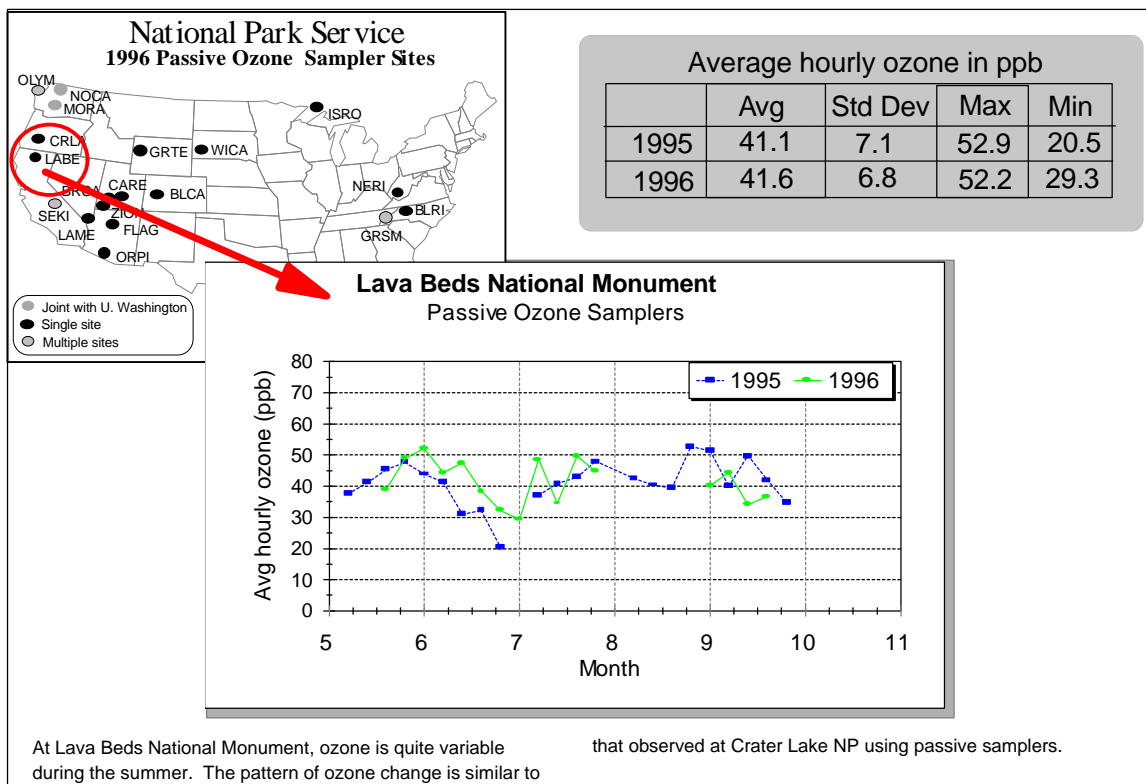 National Park Service
1996 Passive Ozone Sampler Sites
OLYM
NOCA
MORA
CRLA
LABE
ISRO
GRTE
WICA
BRCA
CARE
BLCA
NERI
SEKI
ZION
BLRI
LAME
FLAG
GRSM
ORPI
Joint with U. Washington
Single site
Multiple sites
Average hourly ozone in ppb
Avg Std Dev Max Min
1995 41.1 7.1 52.9 20.5
1996 41.6 6.8 52.2 29.3
Lava Beds National Monument
Passive Ozone Samplers
1995 1996
Avg hourly ozone (ppb)
80
70
60
50
40
30
20
10
0
5 6 7 8 9 10 11
Month
At Lava Beds National Monument, ozone is quite variable
during the summer. The pattern of ozone change is similar to
that observed at Crater Lake NP using passive samplers.